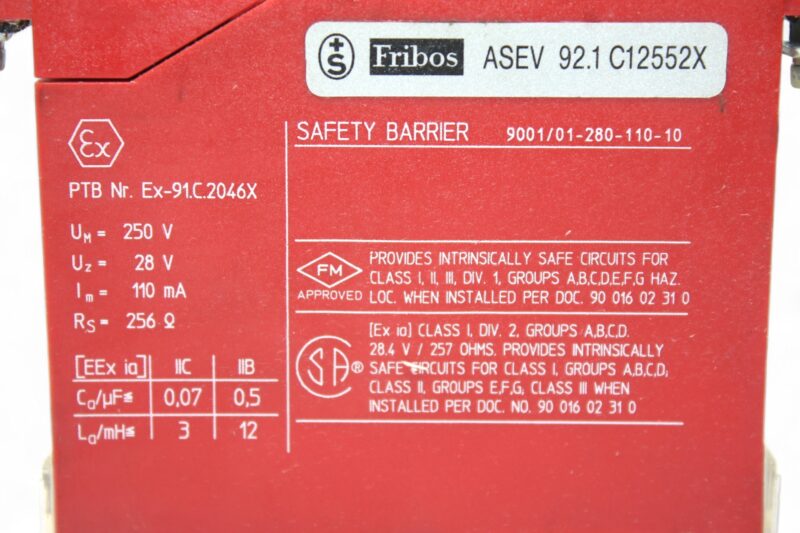 +S Fribos ASEV 92.1 C12552X
Ex
PTB Nr. Ex-91.C.2046X
UM = 250 V
Uz = 28 V
Im = 110 mA
RS = 256 Ω
[EEx ia] IIC IIB
Ca/µF≤ 0,07 0,5
La/mH≤ 3 12
SAFETY BARRIER 9001/01-280-110-10
FM
APPROVED
PROVIDES INTRINSICALLY SAFE CIRCUITS FOR
CLASS I, II, III, DIV. 1, GROUPS A,B,C,D,E,F,G HAZ.
LOC. WHEN INSTALLED PER DOC. 90 016 02 31 0
SA®
[Ex ia] CLASS I, DIV. 2, GROUPS A,B,C,D.
28.4 V / 257 OHMS. PROVIDES INTRINSICALLY
SAFE CIRCUITS FOR CLASS I, GROUPS A,B,C,D;
CLASS II, GROUPS E,F,G, CLASS III WHEN
INSTALLED PER DOC. NO. 90 016 02 31 0